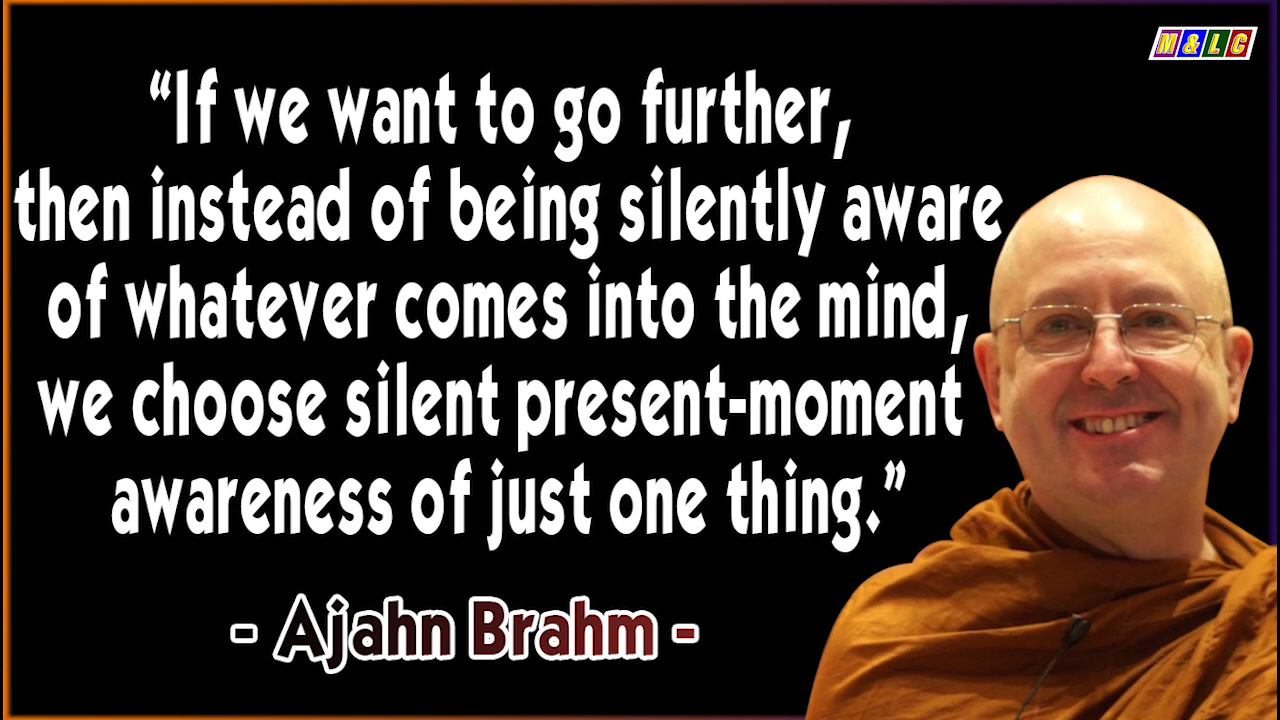 M&LC
“If we want to go further,
then instead of being silently aware
of whatever comes into the mind,
we choose silent present-moment
awareness of just one thing.”
- Ajahn Brahm -